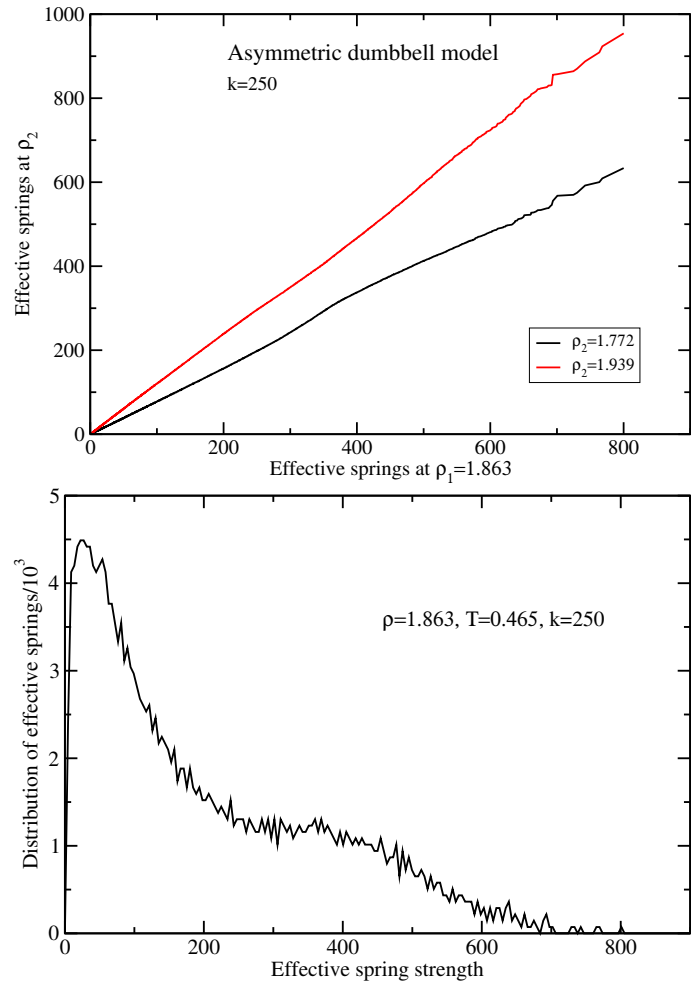 1000
800
600
400
200
0
Effective springs at ρ₂
Asymmetric dumbbell model
k=250
ρ₂=1.772
ρ₂=1.939
0 200 400 600 800
Effective springs at ρ₁=1.863
5
4
3
2
1
0
Distribution of effective springs/10³
ρ=1.863, T=0.465, k=250
0 200 400 600 800
Effective spring strength